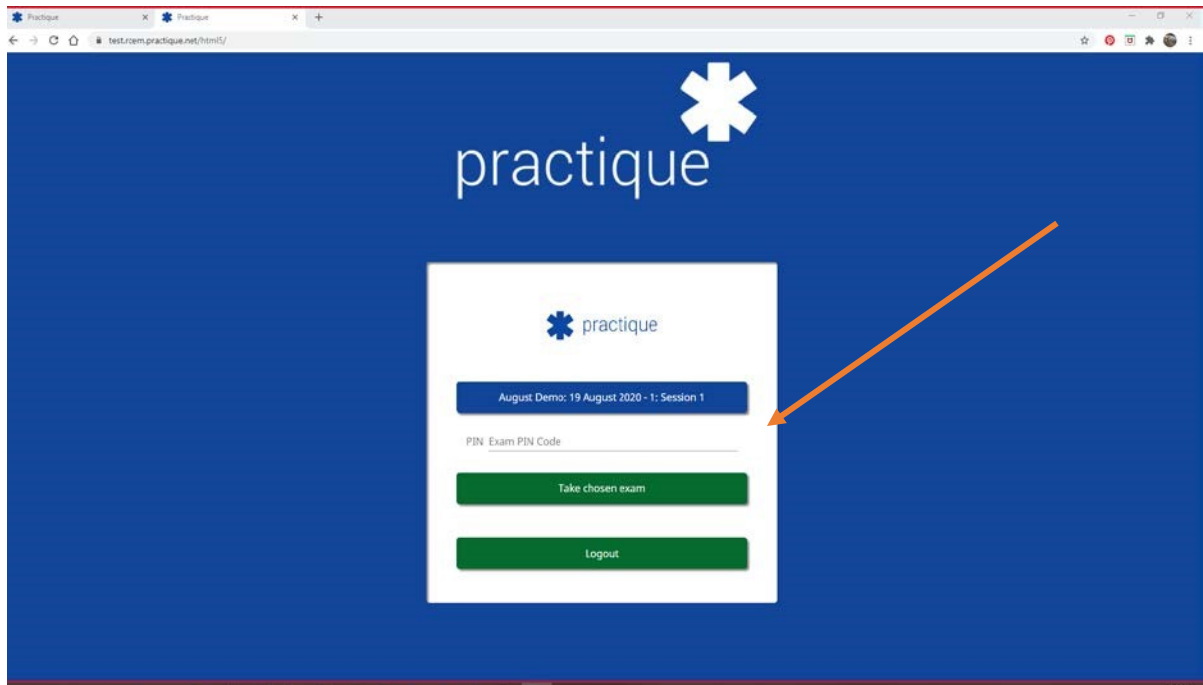 Practique
Practique
test.rcem.practique.net/html5/
practique
practique
August Demo: 19 August 2020 - 1: Session 1
PIN Exam PIN Code
Take chosen exam
Logout